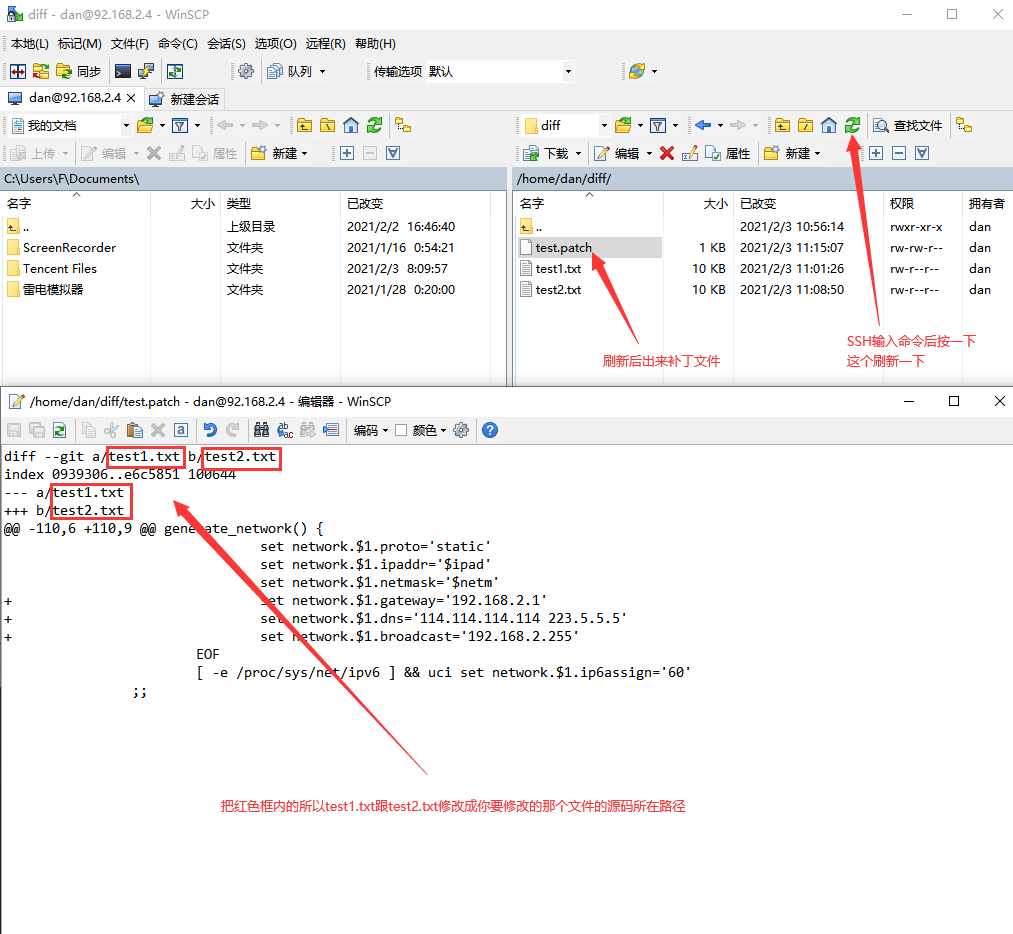 diff - dan@92.168.2.4 - WinSCP
本地(L) 标记(M) 文件(F) 命令(C) 会话(S) 选项(O) 远程(R) 帮助(H)
同步 队列 传输选项 默认
dan@92.168.2.4 × 新建会话
我的文档 diff 查找文件
上传 编辑 属性 新建 下载 编辑 属性 新建
C:\Users\F\Documents\ /home/dan/diff/
名字 大小 类型 已改变 名字 大小 已改变 权限 拥有者
.. 上级目录 2021/2/2 16:46:40 .. 2021/2/3 10:56:14 rwxr-xr-x dan
ScreenRecorder 文件夹 2021/1/16 0:54:21 test.patch 1 KB 2021/2/3 11:15:07 rw-rw-r-- dan
Tencent Files 文件夹 2021/2/3 8:09:57 test1.txt 10 KB 2021/2/3 11:01:26 rw-r--r-- dan
雷电模拟器 文件夹 2021/1/28 0:20:00 test2.txt 10 KB 2021/2/3 11:08:50 rw-r--r-- dan
SSH输入命令后按一下
这个刷新一下
刷新后出来补丁文件
/home/dan/diff/test.patch - dan@92.168.2.4 - 编辑器 - WinSCP
编码 颜色
diff --git a/test1.txt b/test2.txt
index 0939306..e6c5851 100644
--- a/test1.txt
+++ b/test2.txt
@@ -110,6 +110,9 @@ generate_network() {
set network.$1.proto='static'
set network.$1.ipaddr='$ipad'
set network.$1.netmask='$netm'
+ set network.$1.gateway='192.168.2.1'
+ set network.$1.dns='114.114.114.114 223.5.5.5'
+ set network.$1.broadcast='192.168.2.255'
EOF
[ -e /proc/sys/net/ipv6 ] && uci set network.$1.ip6assign='60'
;;
把红色框内的所以test1.txt跟test2.txt修改成你要修改的那个文件的源码所在路径